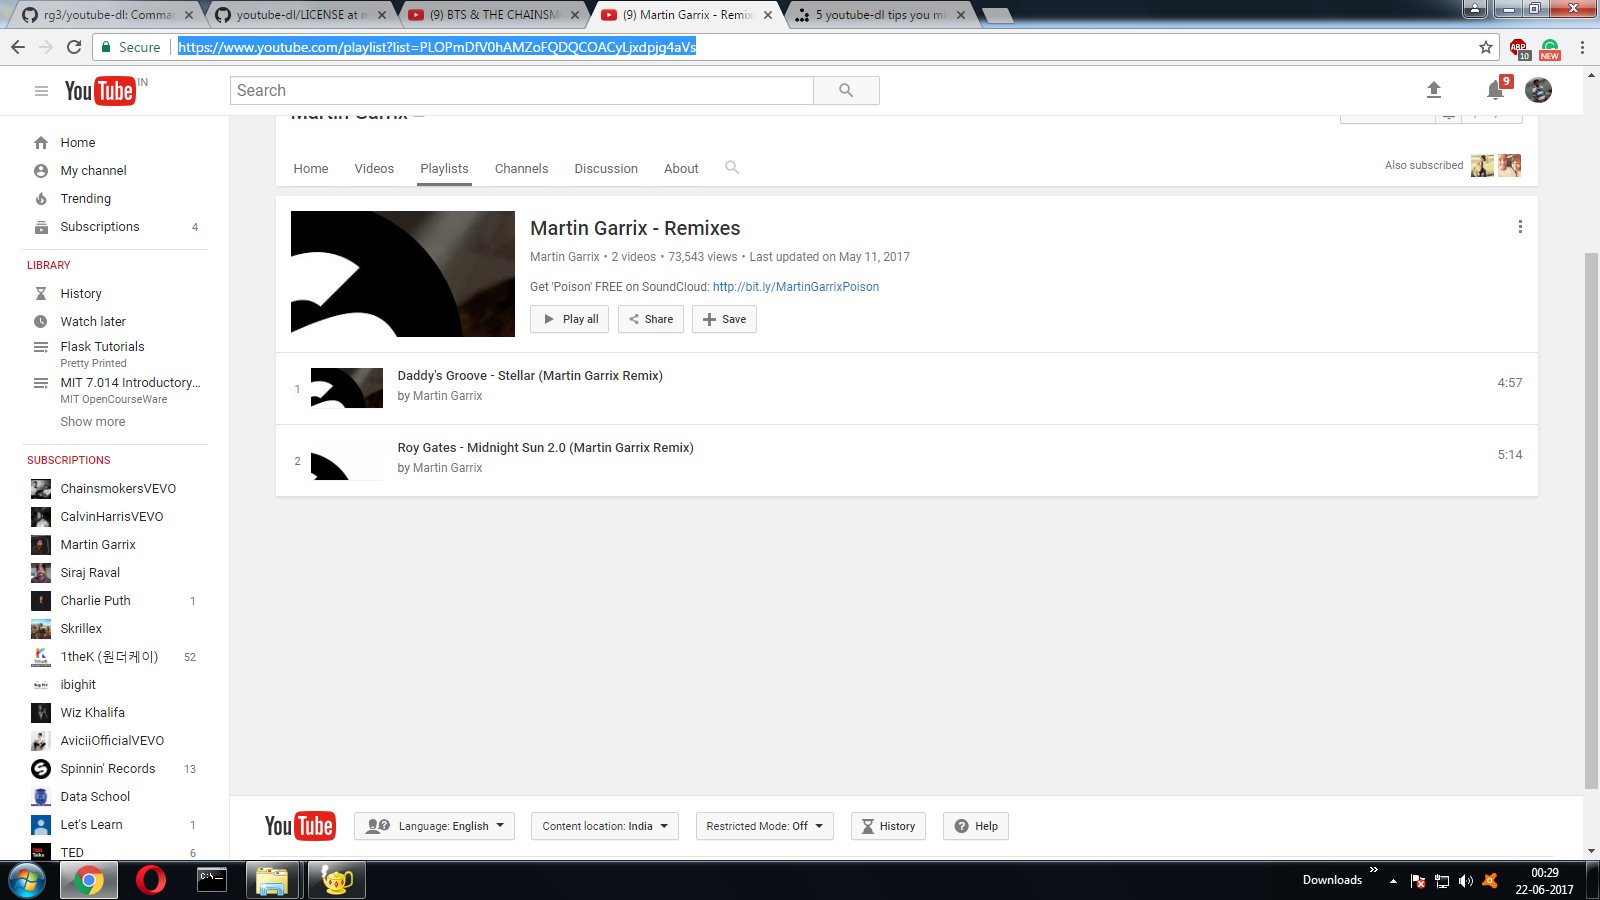 rg3/youtube-dl: Comman
youtube-dl/LICENSE at m
(9) BTS & THE CHAINSM
(9) Martin Garrix - Remixe
5 youtube-dl tips you mi
Secure
https://www.youtube.com/playlist?list=PLOPmDfV0hAMZoFQDQCOACyLjxdpjg4aVs
ABP
10
NEW
YouTube IN
Search
9
Home
My channel
Trending
Subscriptions 4
LIBRARY
History
Watch later
Flask Tutorials
Pretty Printed
MIT 7.014 Introductory...
MIT OpenCourseWare
Show more
SUBSCRIPTIONS
ChainsmokersVEVO
CalvinHarrisVEVO
Martin Garrix
Siraj Raval
Charlie Puth 1
Skrillex
1theK (원더케이) 52
ibighit
Wiz Khalifa
AviciiOfficialVEVO
Spinnin' Records 13
Data School
Let's Learn 1
TED 6
Martin Garrix
Home Videos Playlists Channels Discussion About
Also subscribed
Martin Garrix - Remixes
Martin Garrix • 2 videos • 73,543 views • Last updated on May 11, 2017
Get 'Poison' FREE on SoundCloud: http://bit.ly/MartinGarrixPoison
Play all Share Save
1 Daddy's Groove - Stellar (Martin Garrix Remix) 4:57
by Martin Garrix
2 Roy Gates - Midnight Sun 2.0 (Martin Garrix Remix) 5:14
by Martin Garrix
YouTube
Language: English
Content location: India
Restricted Mode: Off
History
Help
C:\_
Downloads
00:29
22-06-2017